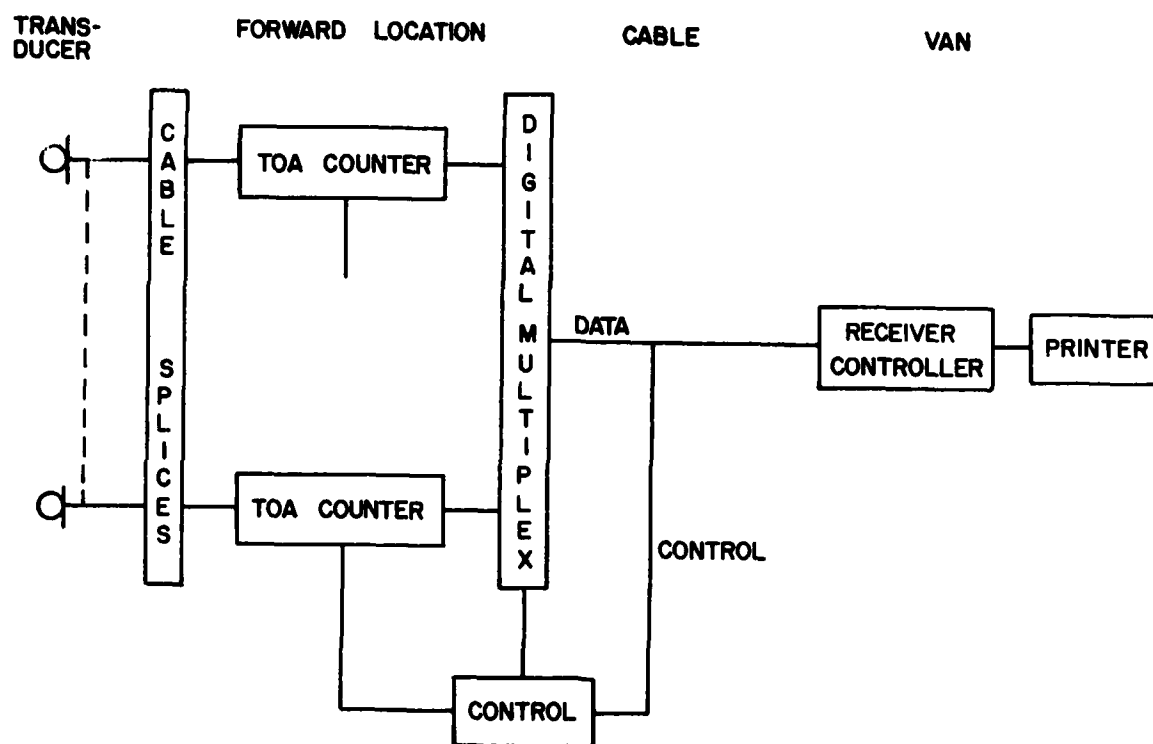 TRANS-
DUCER
FORWARD LOCATION
CABLE
VAN
CABLE SPLICES
TOA COUNTER
DIGITAL MULTIPLEX
DATA
RECEIVER
CONTROLLER
PRINTER
TOA COUNTER
CONTROL
CONTROL